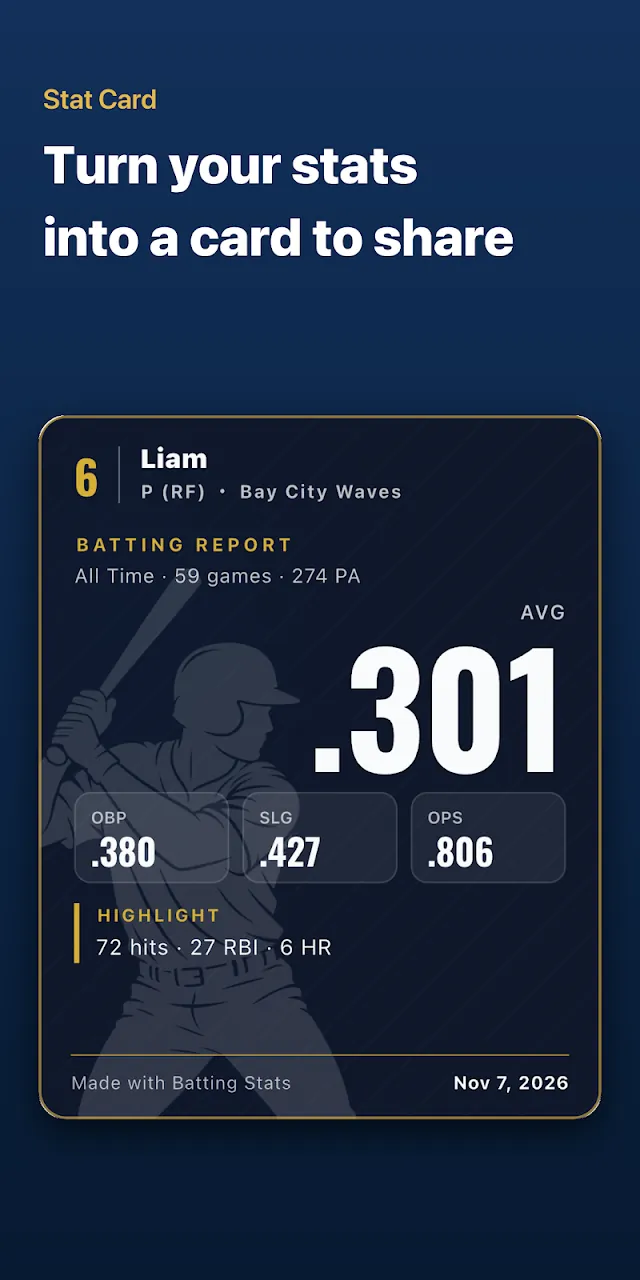 Stat Card
Turn your stats
into a card to share
6
Liam
P (RF) • Bay City Waves
BATTING REPORT
All Time · 59 games · 274 PA
AVG
.301
OBP
.380
SLG
.427
OPS
.806
HIGHLIGHT
72 hits · 27 RBI · 6 HR
Made with Batting Stats
Nov 7, 2026